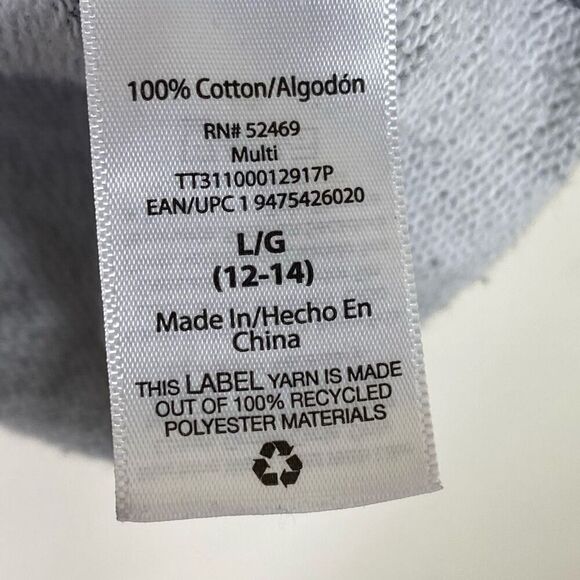 100% Cotton/Algodón
RN# 52469
Multi
TT31100012917P
EAN/UPC 1 9475426020
L/G
(12-14)
Made In/Hecho En
China
THIS LABEL YARN IS MADE
OUT OF 100% RECYCLED
POLYESTER MATERIALS